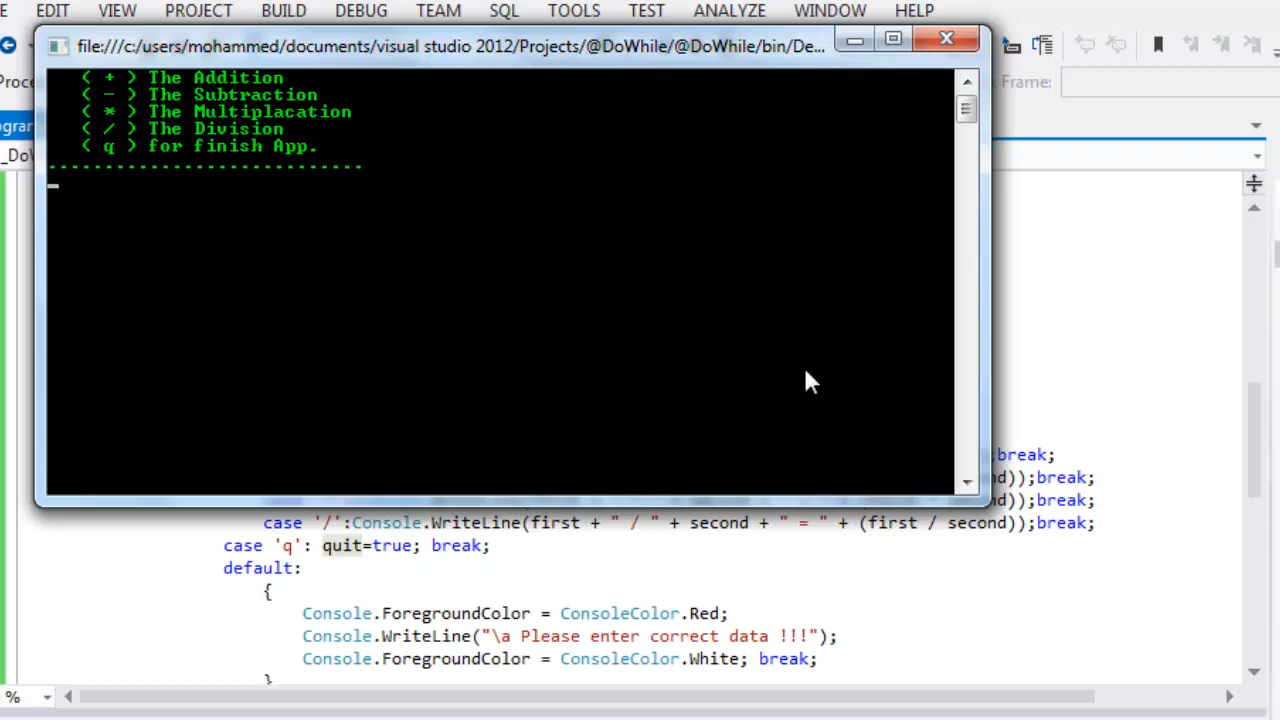 E EDIT VIEW PROJECT BUILD DEBUG TEAM SQL TOOLS TEST ANALYZE WINDOW HELP
file:///c:/users/mohammed/documents/visual studio 2012/Projects/@DoWhile/@DoWhile/bin/De...
Proce
Frame:
ogran
_DoW
( + ) The Addition
( - ) The Subtraction
( * ) The Multiplacation
( / ) The Division
( q ) for finish App.
----------------------------
;break;
nd));break;
nd));break;
case '/':Console.WriteLine(first + " / " + second + " = " + (first / second));break;
case 'q': quit=true; break;
default:
{
Console.ForegroundColor = ConsoleColor.Red;
Console.WriteLine("\a Please enter correct data !!!");
Console.ForegroundColor = ConsoleColor.White; break;
}
%